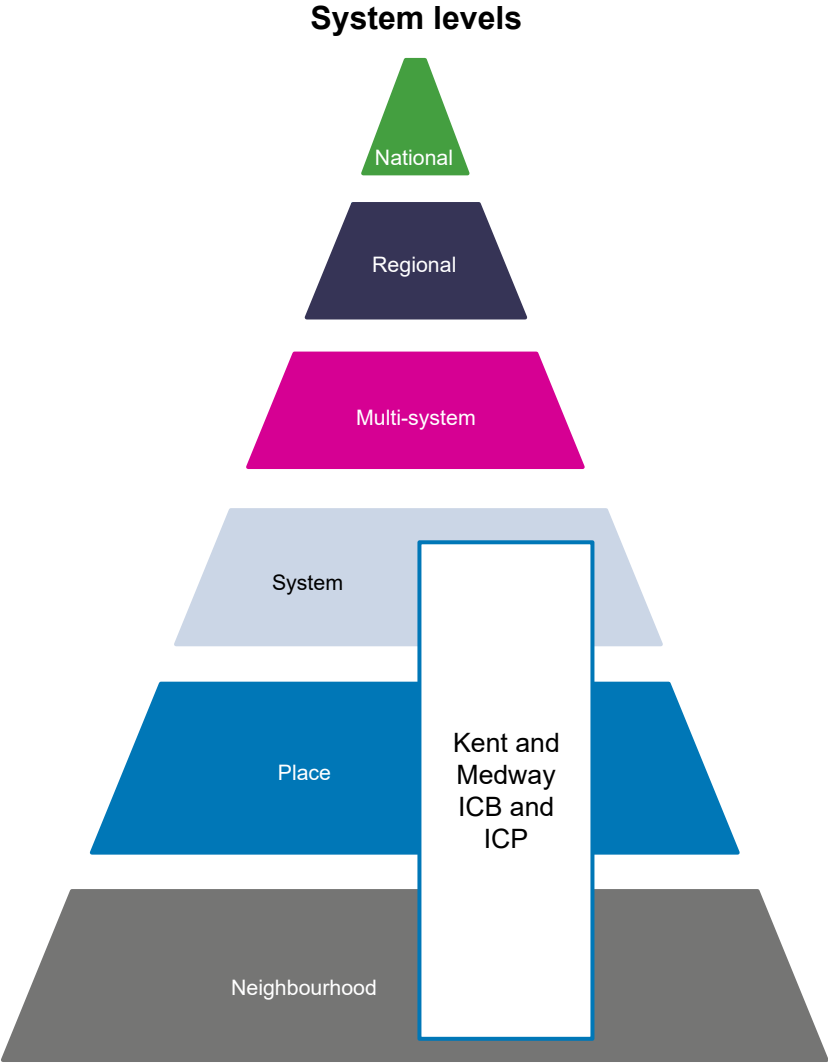 System levels
National
Regional
Multi-system
System
Place
Kent and
Medway
ICB and
ICP
Neighbourhood